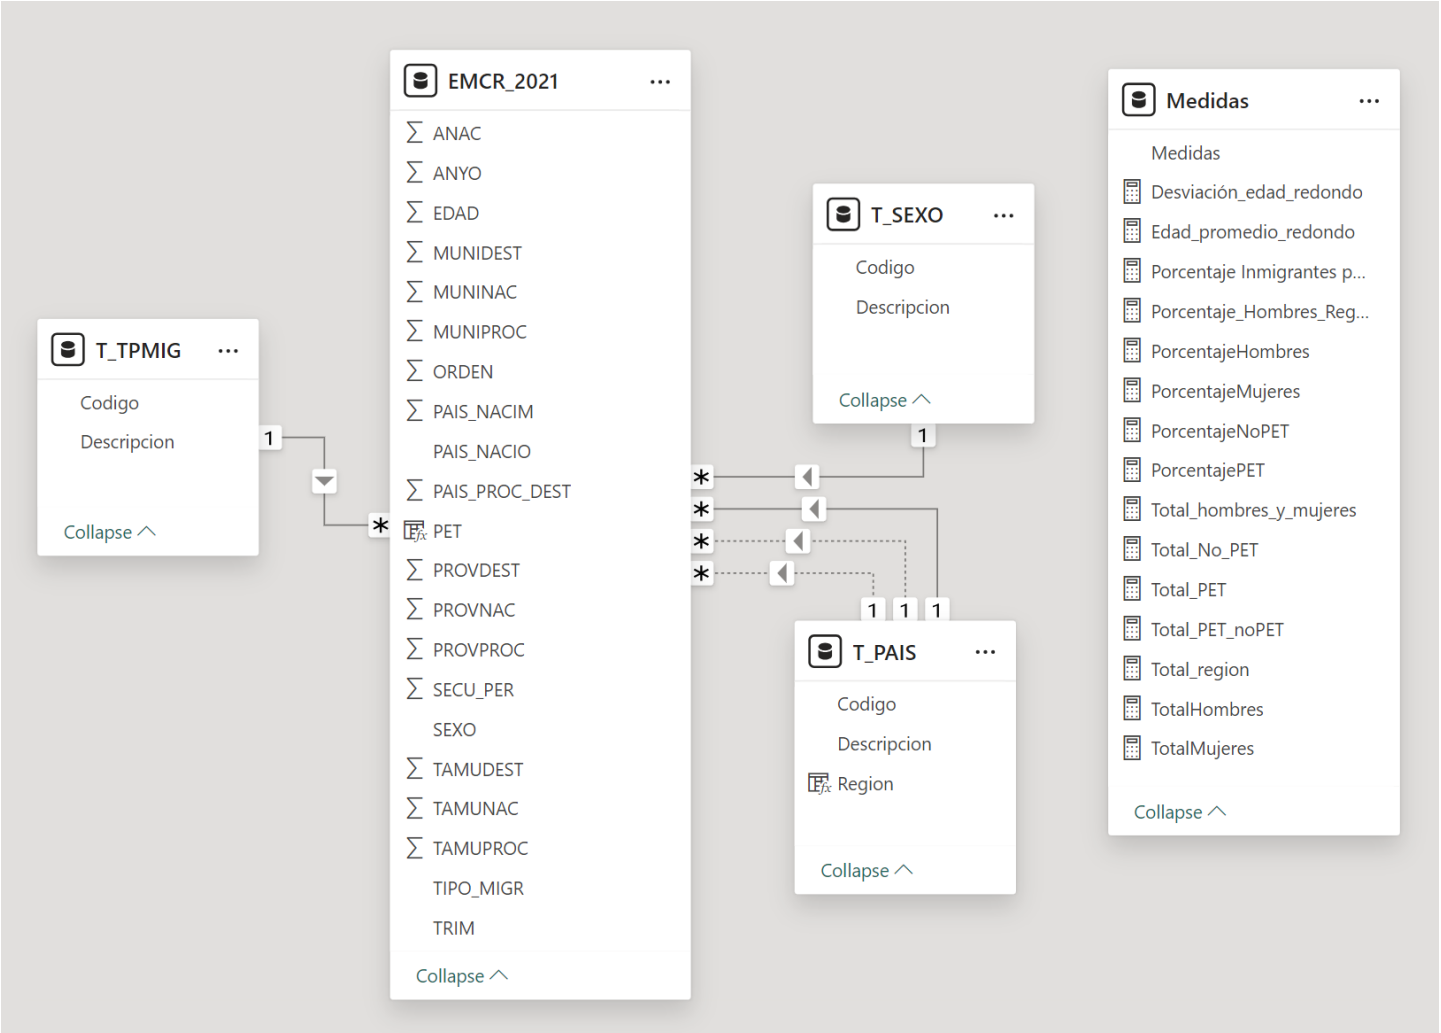 EMCR_2021
ANAC
ANYO
EDAD
MUNIDEST
MUNINAC
MUNIPROC
ORDEN
PAIS_NACIM
PAIS_NACIO
PAIS_PROC_DEST
PET
PROVDEST
PROVNAC
PROVPROC
SECU_PER
SEXO
TAMUDEST
TAMUNAC
TAMUPROC
TIPO_MIGR
TRIM
Collapse
T_TPMIG
Codigo
Descripcion
Collapse
1
*
T_SEXO
Codigo
Descripcion
Collapse
1
*
*
*
*
1 1 1
T_PAIS
Codigo
Descripcion
Region
Collapse
Medidas
Medidas
Desviación_edad_redondo
Edad_promedio_redondo
Porcentaje Inmigrantes p...
Porcentaje_Hombres_Reg...
PorcentajeHombres
PorcentajeMujeres
PorcentajeNoPET
PorcentajePET
Total_hombres_y_mujeres
Total_No_PET
Total_PET
Total_PET_noPET
Total_region
TotalHombres
TotalMujeres
Collapse